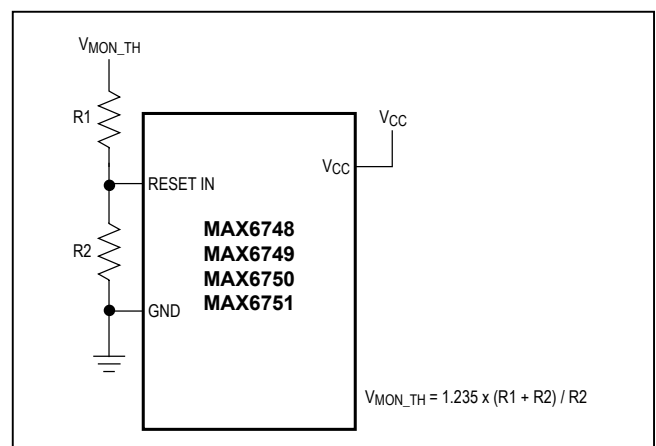 VMON_TH
R1
VCC
VCC
RESET IN
MAX6748
MAX6749
MAX6750
MAX6751
R2
GND
VMON_TH = 1.235 x (R1 + R2) / R2